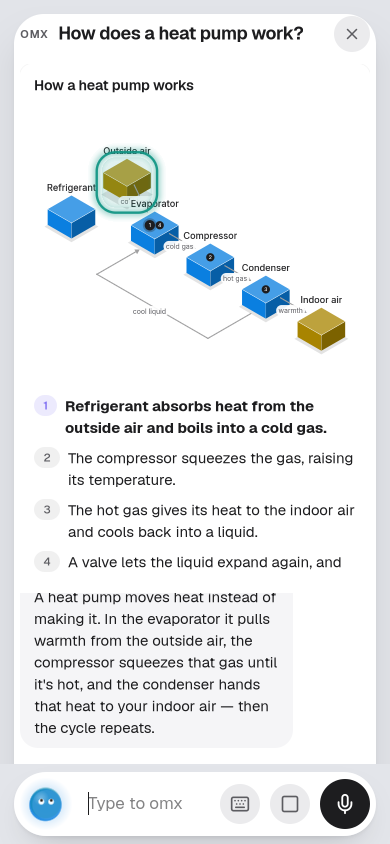 OMX How does a heat pump work?
How a heat pump works
Outside air
Refrigerant
Evaporator
1 4
cold gas
Compressor
2
hot gas
Condenser
3
warmth
Indoor air
cool liquid
1 Refrigerant absorbs heat from the
outside air and boils into a cold gas.
2 The compressor squeezes the gas, raising
its temperature.
3 The hot gas gives its heat to the indoor air
and cools back into a liquid.
4 A valve lets the liquid expand again, and
A heat pump moves heat instead of
making it. In the evaporator it pulls
warmth from the outside air, the
compressor squeezes that gas until
it's hot, and the condenser hands
that heat to your indoor air — then
the cycle repeats.
Type to omx